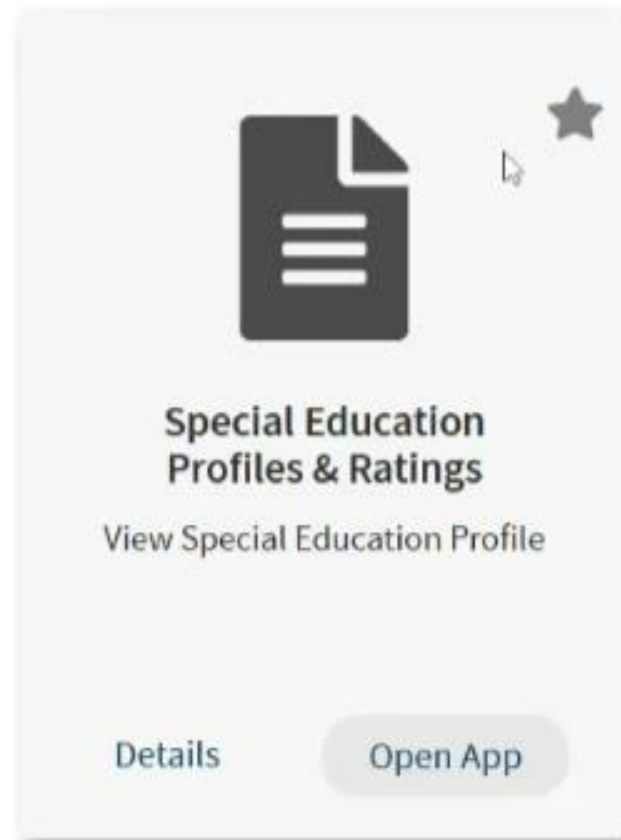 Special Education
Profiles & Ratings
View Special Education Profile
Details
Open App